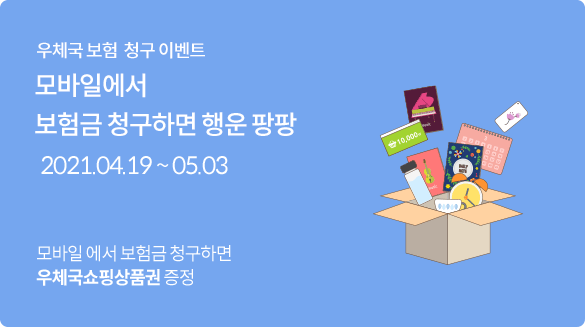 우체국 보험 청구 이벤트
모바일에서
보험금 청구하면 행운 팡팡
2021.04.19 ~ 05.03
10,000
모바일 에서 보험금 청구하면
우체국쇼핑상품권 증정